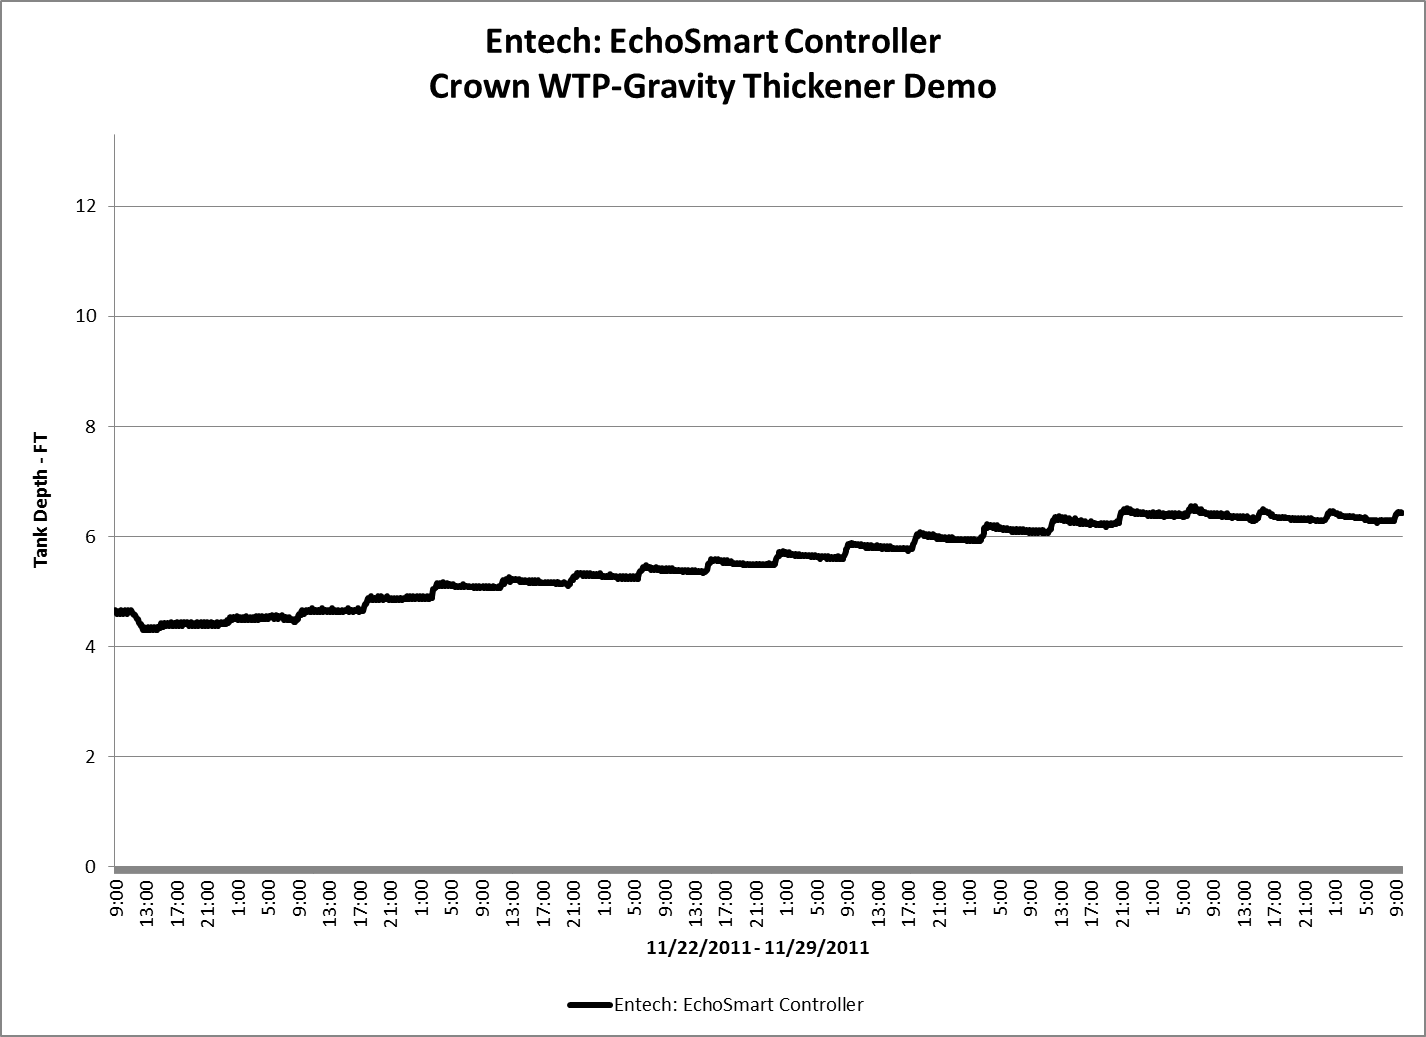 Entech: EchoSmart Controller
Crown WTP-Gravity Thickener Demo
Tank Depth - FT
12
10
8
6
4
2
0
9:00 13:00 17:00 21:00 1:00 5:00 9:00 13:00 17:00 21:00 1:00 5:00 9:00 13:00 17:00 21:00 1:00 5:00 9:00 13:00 17:00 21:00 1:00 5:00 9:00 13:00 17:00 21:00 1:00 5:00 9:00 13:00 17:00 21:00 1:00 5:00 9:00 13:00 17:00 21:00 1:00 5:00 9:00
11/22/2011- 11/29/2011
Entech: EchoSmart Controller